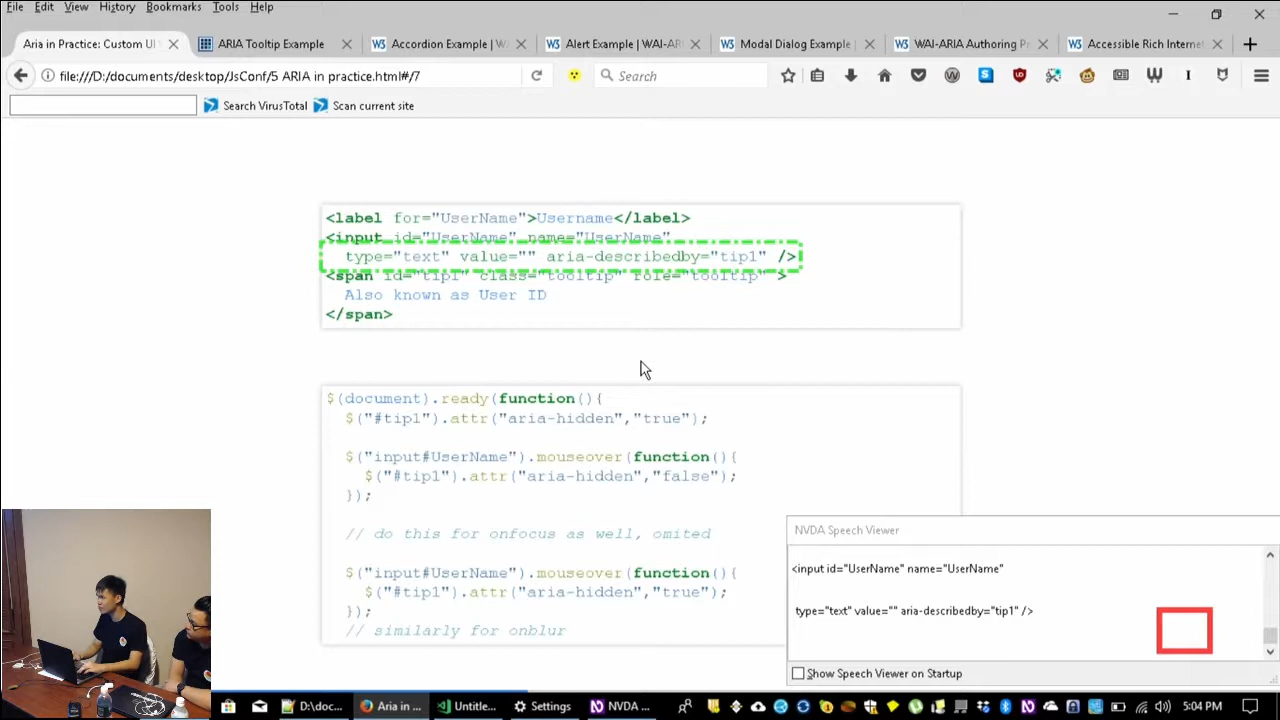 File Edit View History Bookmarks Tools Help
Aria in Practice: Custom UI
ARIA Tooltip Example
Accordion Example | W
Alert Example | WAI-AR
Modal Dialog Example |
WAI-ARIA Authoring Pr
Accessible Rich Internet
file:///D:/documents/desktop/JsConf/5 ARIA in practice.html#/7
Search
Search VirusTotal
Scan current site
<label for="UserName">Username</label>
<input id="UserName" name="UserName"
type="text" value="" aria-describedby="tip1" />
<span id="tip1" class="tooltip" role="tooltip" >
Also known as User ID
</span>
$(document).ready(function(){
$("#tip1").attr("aria-hidden","true");
$("input#UserName").mouseover(function(){
$("#tip1").attr("aria-hidden","false");
});
// do this for onfocus as well, omited
$("input#UserName").mouseover(function(){
$("#tip1").attr("aria-hidden","true");
});
// similarly for onblur
NVDA Speech Viewer
<input id="UserName" name="UserName"
type="text" value="" aria-describedby="tip1" />
Show Speech Viewer on Startup
D:\doc...
Aria in ...
Untitle...
Settings
NVDA ...
5:04 PM